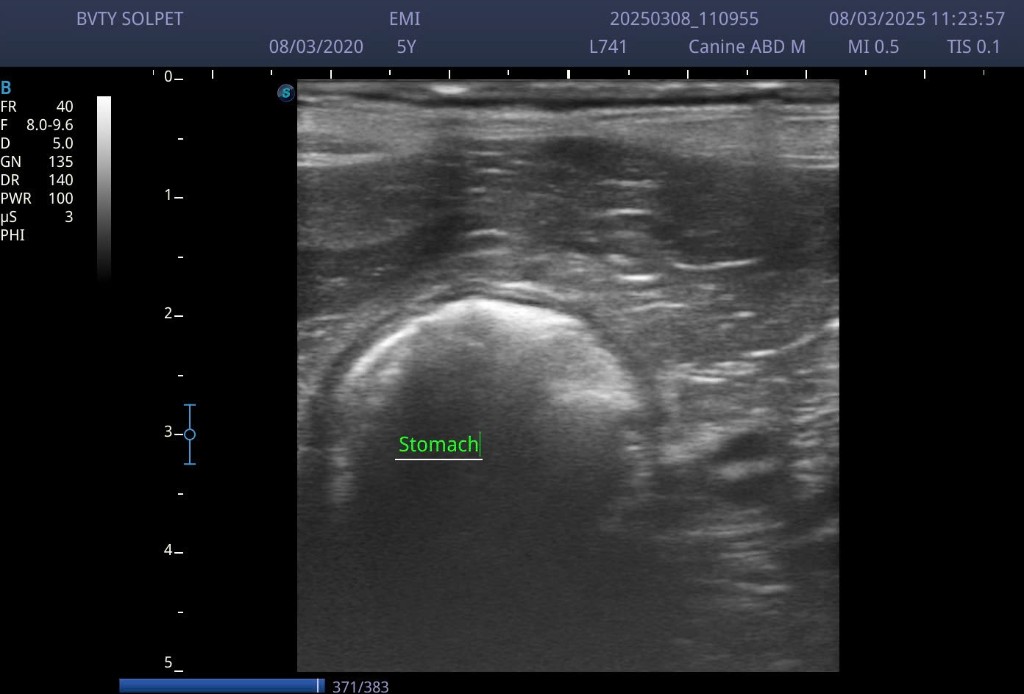 BVTY SOLPET EMI 20250308_110955 08/03/2025 11:23:57
08/03/2020 5Y L741 Canine ABD M MI 0.5 TIS 0.1
B
FR 40
F 8.0-9.6
D 5.0
GN 135
DR 140
PWR 100
µS 3
PHI
S
0
1
2
3
4
5
Stomach
371/383